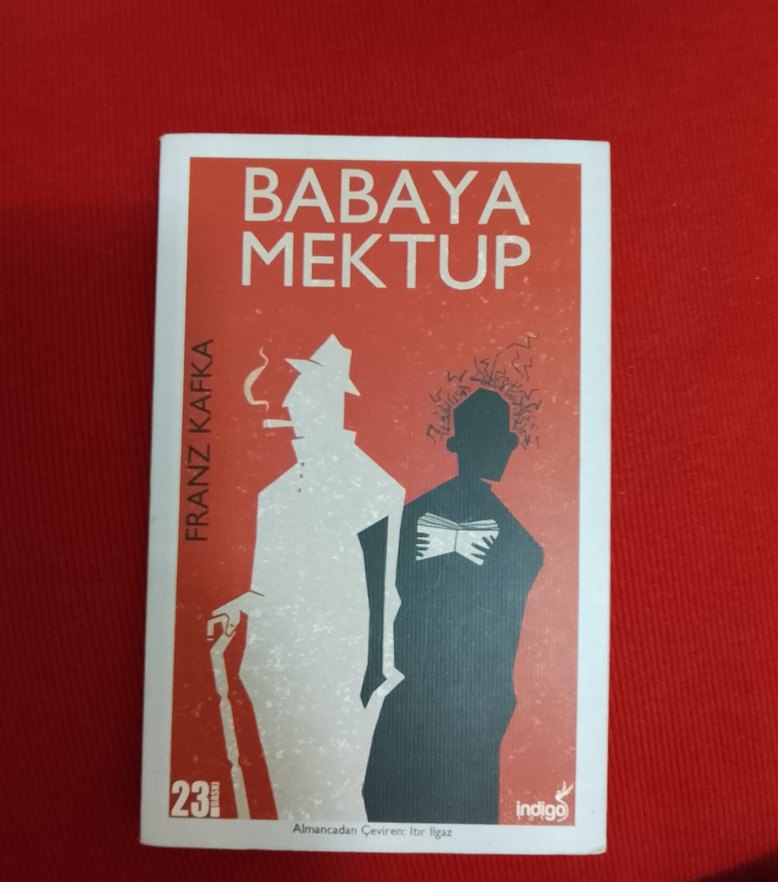 BABAYA
MEKTUP
FRANZ KAFKA
23.
BASKI
indigo
Almancadan Çeviren: Itır Ilgaz